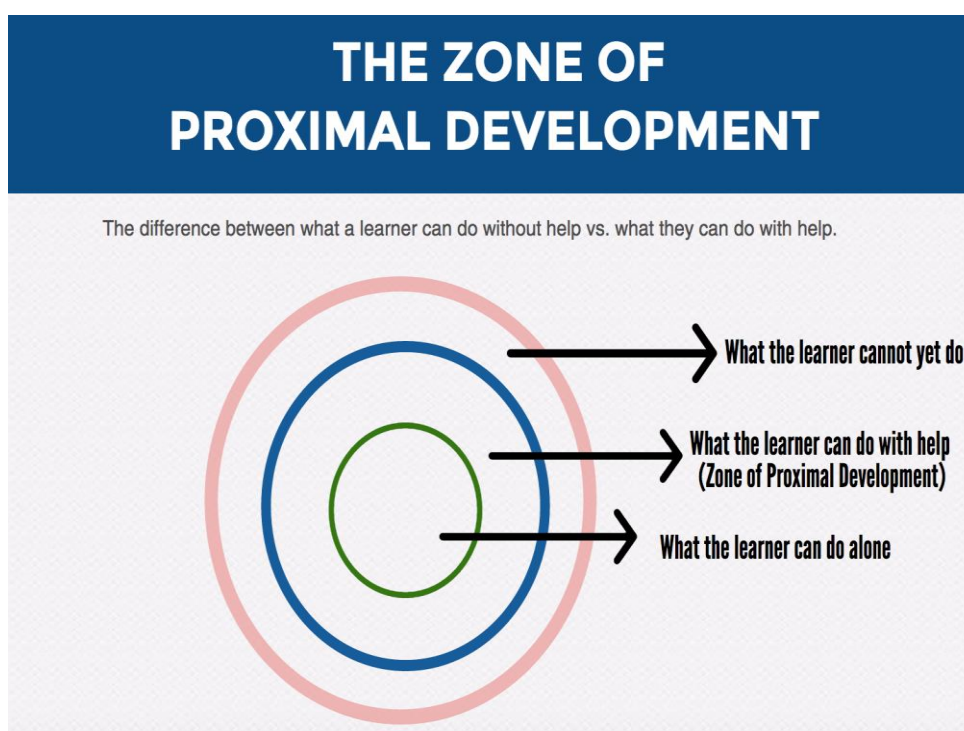 THE ZONE OF
PROXIMAL DEVELOPMENT
The difference between what a learner can do without help vs. what they can do with help.
What the learner cannot yet do
What the learner can do with help
(Zone of Proximal Development)
What the learner can do alone